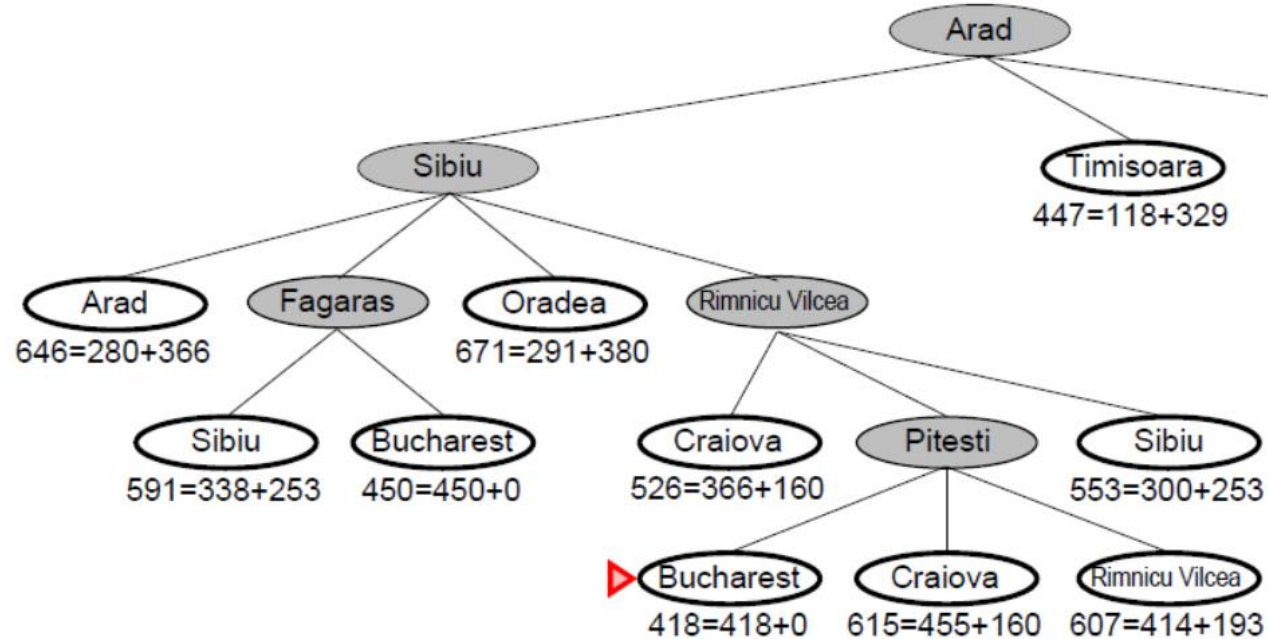 Arad
Sibiu
Timisoara
447=118+329
Arad
Fagaras
Oradea
Rimnicu Vilcea
646=280+366
671=291+380
Sibiu
Bucharest
Craiova
Pitesti
Sibiu
591=338+253
450=450+0
526=366+160
553=300+253
Bucharest
Craiova
Rimnicu Vilcea
418=418+0
615=455+160
607=414+193